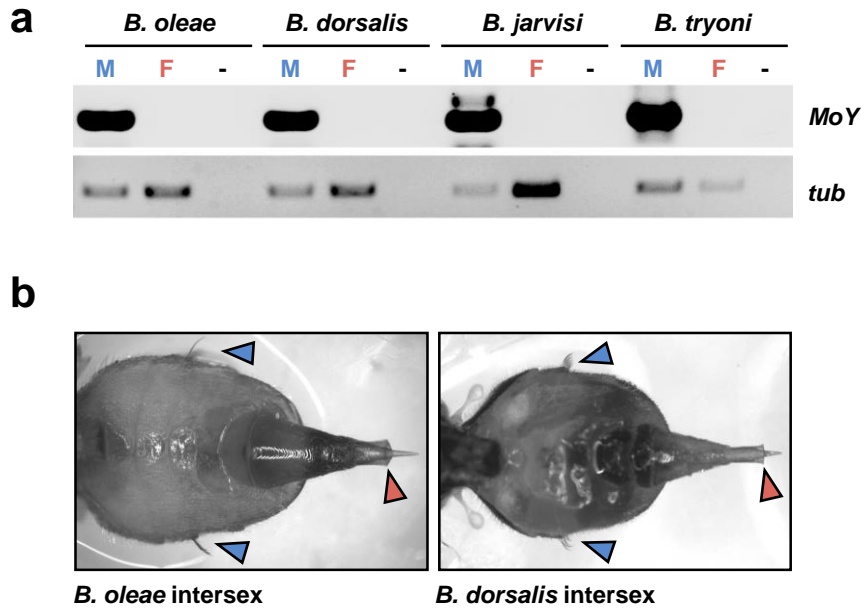 a
B. oleae B. dorsalis B. jarvisi B. tryoni
M F - M F - M F - M F -
MoY
tub
b
B. oleae intersex B. dorsalis intersex